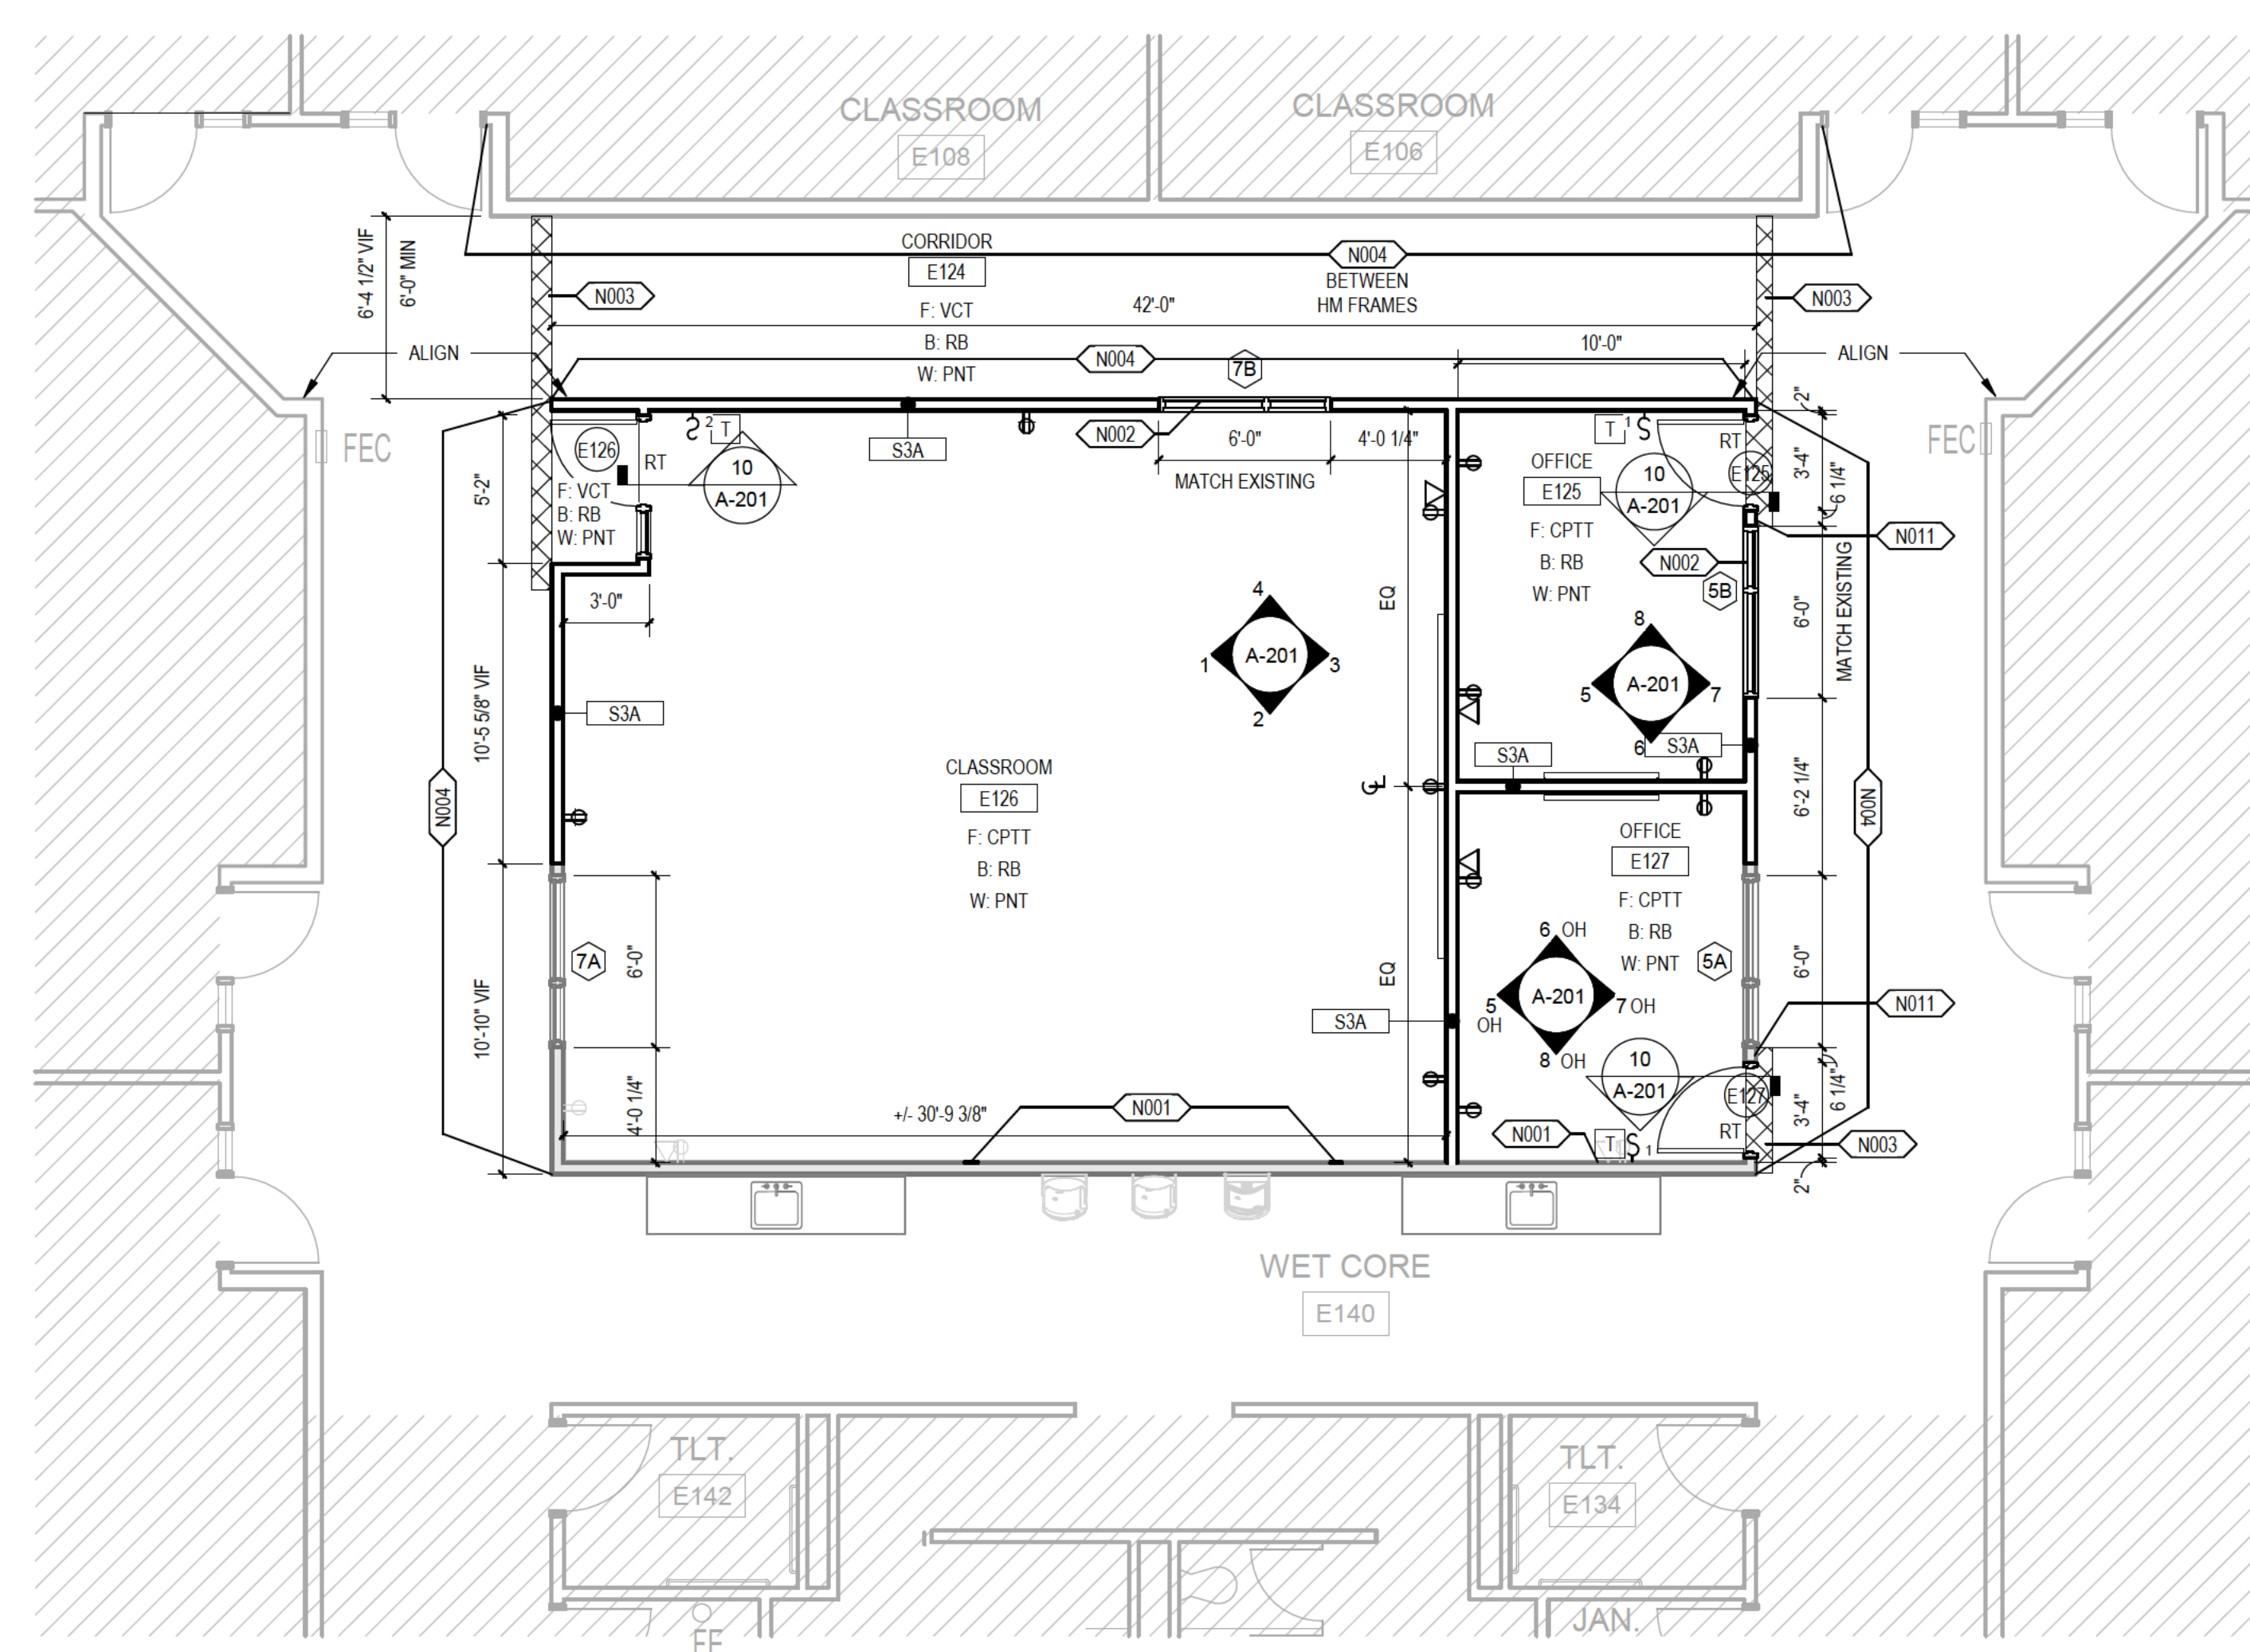 CLASSROOM
E108
CLASSROOM
E106
6'-4 1/2" VIF
6'-0" MIN
CORRIDOR
E124
F: VCT
B: RB
W: PNT
N004
BETWEEN
HM FRAMES
N003
42'-0"
N003
ALIGN
N004
7B
10'-0"
ALIGN
2"
FEC
E126
RT
2
T
S3A
N002
6'-0"
4'-0 1/4"
MATCH EXISTING
T
1
RT
FEC
10
A-201
OFFICE
E125
10
A-201
E125
3'-4"
6 1/4"
5'-2"
F: VCT
B: RB
W: PNT
F: CPTT
B: RB
W: PNT
N002
5B
N011
MATCH EXISTING
6'-0"
3'-0"
4
1
A-201
3
2
EQ
8
5
A-201
7
6
S3A
S3A
10'-5 5/8" VIF
S3A
N004
CLASSROOM
E126
F: CPTT
B: RB
W: PNT
CL
6'-2 1/4"
N004
OFFICE
E127
F: CPTT
B: RB
W: PNT
5A
7A
6'-0"
10'-10" VIF
EQ
6 OH
5
OH
A-201
7 OH
8 OH
6'-0"
N011
S3A
10
A-201
E127
6 1/4"
3'-4"
4'-0 1/4"
+/- 30'-9 3/8"
N001
N001
T
1
RT
N003
2"
WET CORE
E140
TLT.
E142
TLT.
E134
JAN.